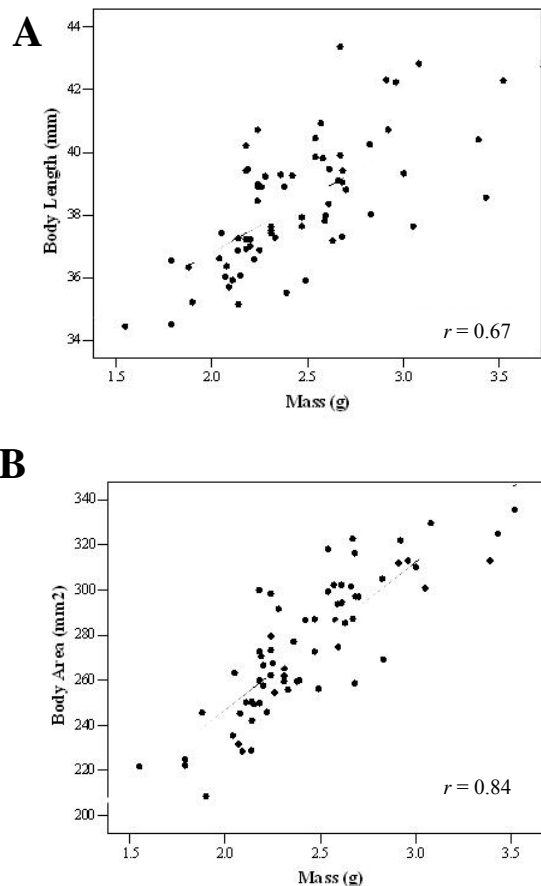 A
44
42
40
38
36
34
Body Length (mm)
r = 0.67
1.5 2.0 2.5 3.0 3.5
Mass (g)
B
340
320
300
280
260
240
220
200
Body Area (mm2)
r = 0.84
1.5 2.0 2.5 3.0 3.5
Mass (g)